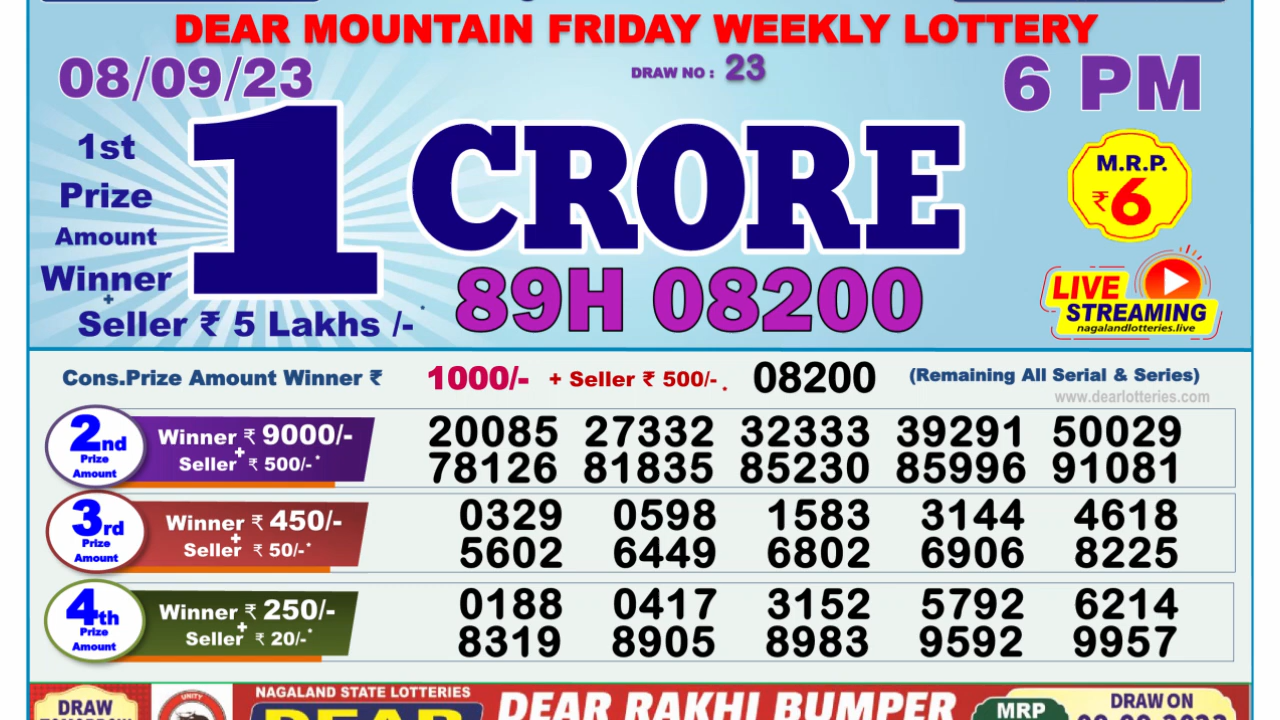 DEAR MOUNTAIN FRIDAY WEEKLY LOTTERY
08/09/23
DRAW NO : 23
6 PM
1st
Prize
Amount
Winner
+
Seller ₹ 5 Lakhs /-
1 CRORE
89H 08200
M.R.P.
₹6
LIVE
STREAMING
nagalandlotteries.live
Cons.Prize Amount Winner ₹ 1000/- + Seller ₹ 500/- . 08200 (Remaining All Serial & Series)
www.dearlotteries.com
2nd
Prize
Amount
Winner ₹ 9000/-
+
Seller ₹ 500/-*
20085 27332 32333 39291 50029
78126 81835 85230 85996 91081
3rd
Prize
Amount
Winner ₹ 450/-
+
Seller ₹ 50/-*
0329 0598 1583 3144 4618
5602 6449 6802 6906 8225
4th
Prize
Amount
Winner ₹ 250/-
+
Seller ₹ 20/-*
0188 0417 3152 5792 6214
8319 8905 8983 9592 9957
DRAW
UNITY
NAGALAND STATE LOTTERIES
DEAR
DEAR RAKHI BUMPER
MRP
DRAW ON